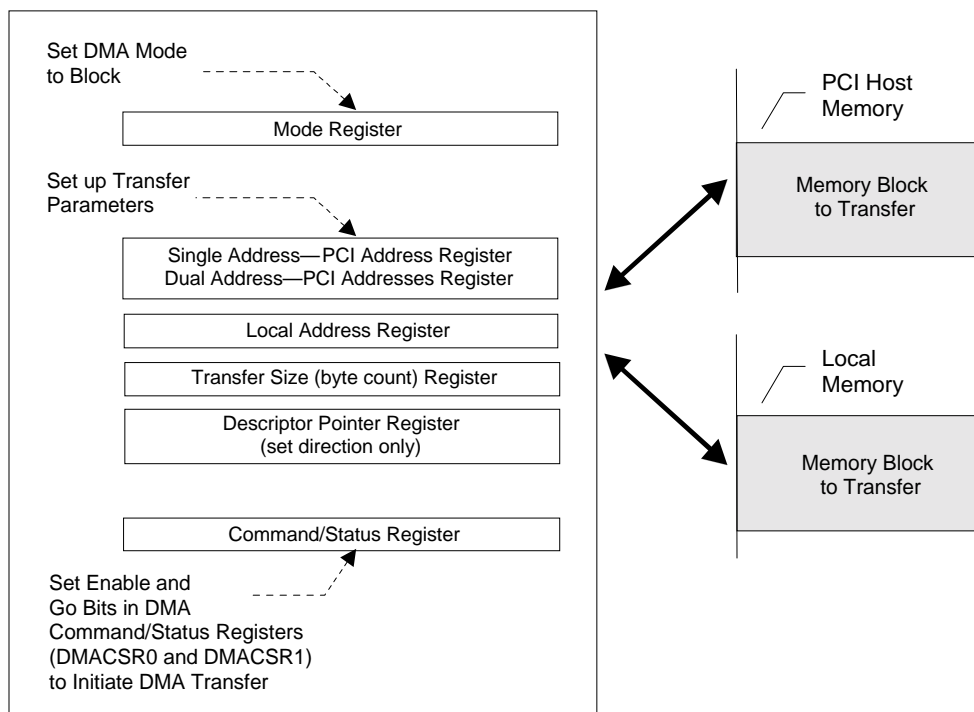 Set DMA Mode
to Block
Mode Register
Set up Transfer
Parameters
Single Address—PCI Address Register
Dual Address—PCI Addresses Register
Local Address Register
Transfer Size (byte count) Register
Descriptor Pointer Register
(set direction only)
Command/Status Register
Set Enable and
Go Bits in DMA
Command/Status Registers
(DMACSR0 and DMACSR1)
to Initiate DMA Transfer
PCI Host
Memory
Memory Block
to Transfer
Local
Memory
Memory Block
to Transfer